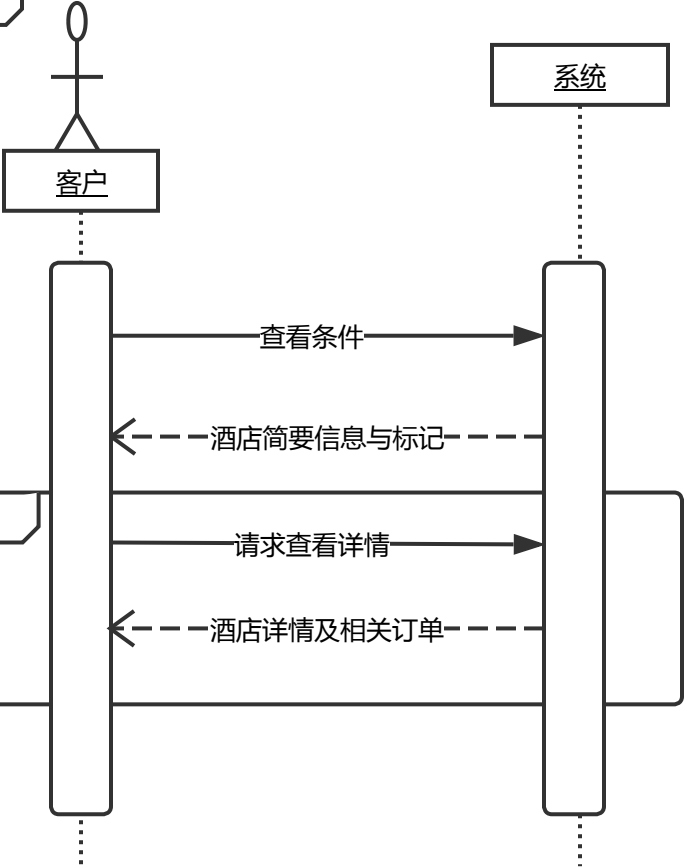 系统
客户
查看条件
酒店简要信息与标记
请求查看详情
酒店详情及相关订单